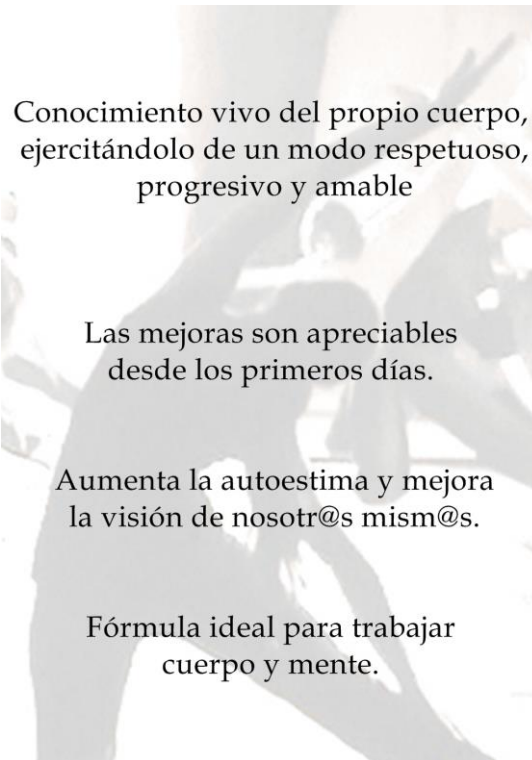 Conocimiento vivo del propio cuerpo,
ejercitándolo de un modo respetuoso,
progresivo y amable
Las mejoras son apreciables
desde los primeros días.
Aumenta la autoestima y mejora
la visión de nosotr@s mism@s.
Fórmula ideal para trabajar
cuerpo y mente.